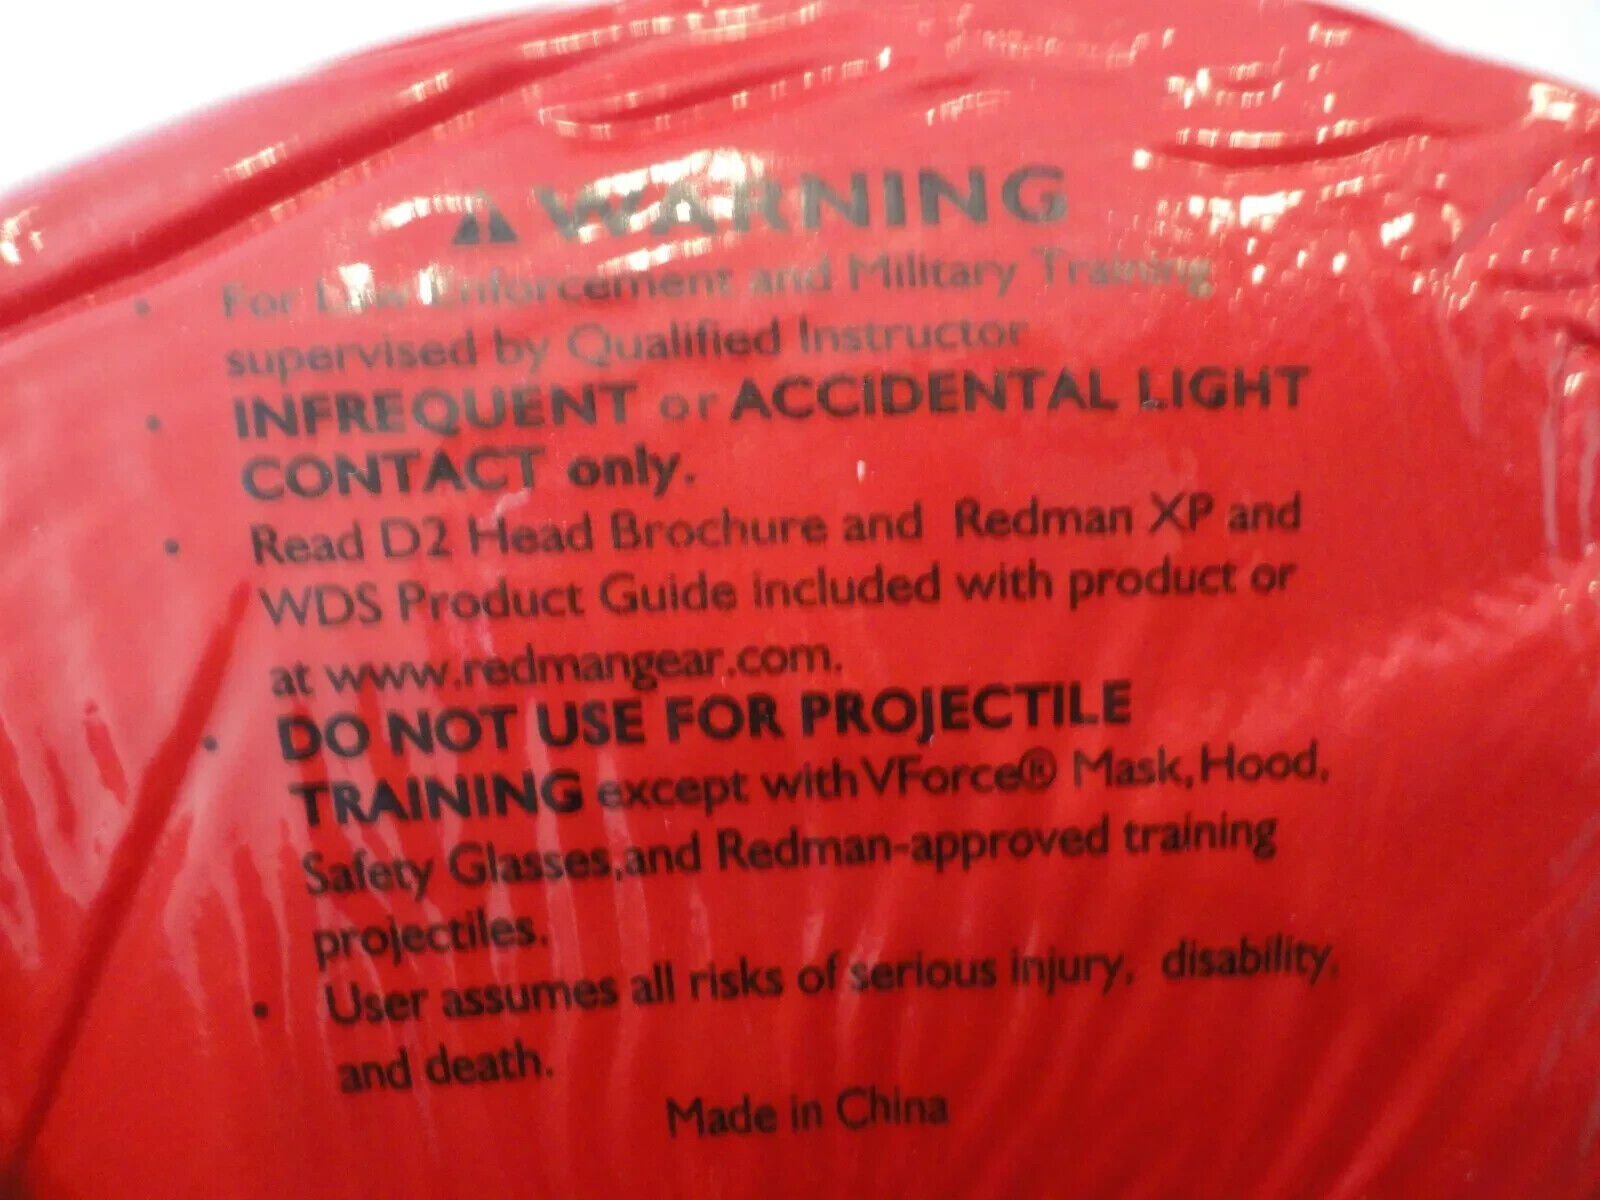 ⚠ WARNING
• For Law Enforcement and Military Training
supervised by Qualified Instructor
• INFREQUENT or ACCIDENTAL LIGHT
CONTACT only.
• Read D2 Head Brochure and Redman XP and
WDS Product Guide included with product or
at www.redmangear.com.
• DO NOT USE FOR PROJECTILE
TRAINING except with VForce® Mask, Hood,
Safety Glasses, and Redman-approved training
projectiles.
• User assumes all risks of serious injury, disability,
and death.
Made in China